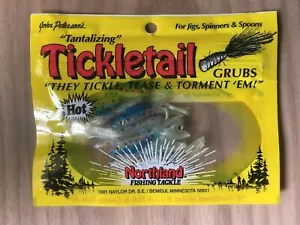 John Peterson's
For Jigs, Spinners & Spoons
"Tantalizing"
Tickletail
GRUBS
"THEY TICKLE, TEASE & TORMENT 'EM!"
Hot
Northland
FISHING TACKLE
1001 NAYLOR DR. S.E. / BEMIDJI, MINNESOTA 56601